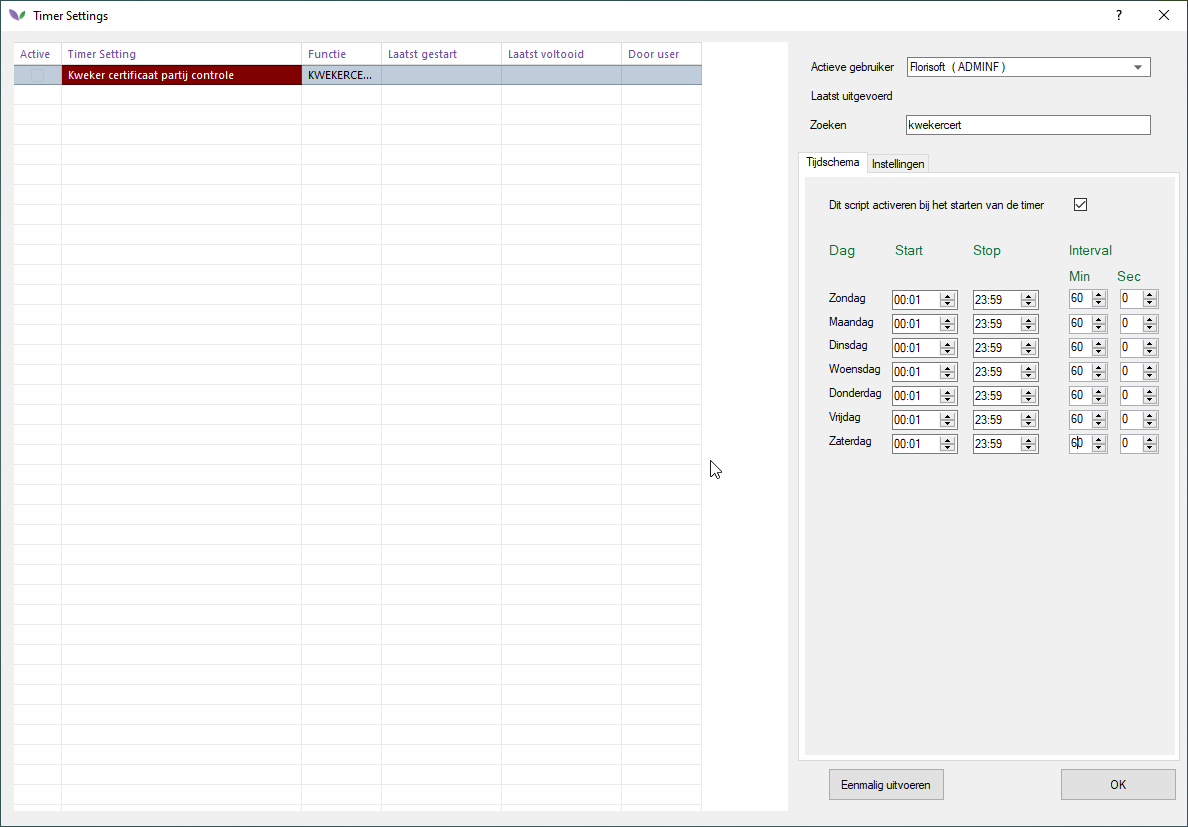 Timer Settings
?
Active Timer Setting Functie Laatst gestart Laatst voltooid Door user
Kweker certificaat partij controle KWEKERCE...
Actieve gebruiker Florisoft ( ADMINF )
Laatst uitgevoerd
Zoeken kwekercert
Tijdschema Instellingen
Dit script activeren bij het starten van de timer
Dag Start Stop Interval
Min Sec
Zondag 00:01 23:59 60 0
Maandag 00:01 23:59 60 0
Dinsdag 00:01 23:59 60 0
Woensdag 00:01 23:59 60 0
Donderdag 00:01 23:59 60 0
Vrijdag 00:01 23:59 60 0
Zaterdag 00:01 23:59 60 0
Eenmalig uitvoeren OK